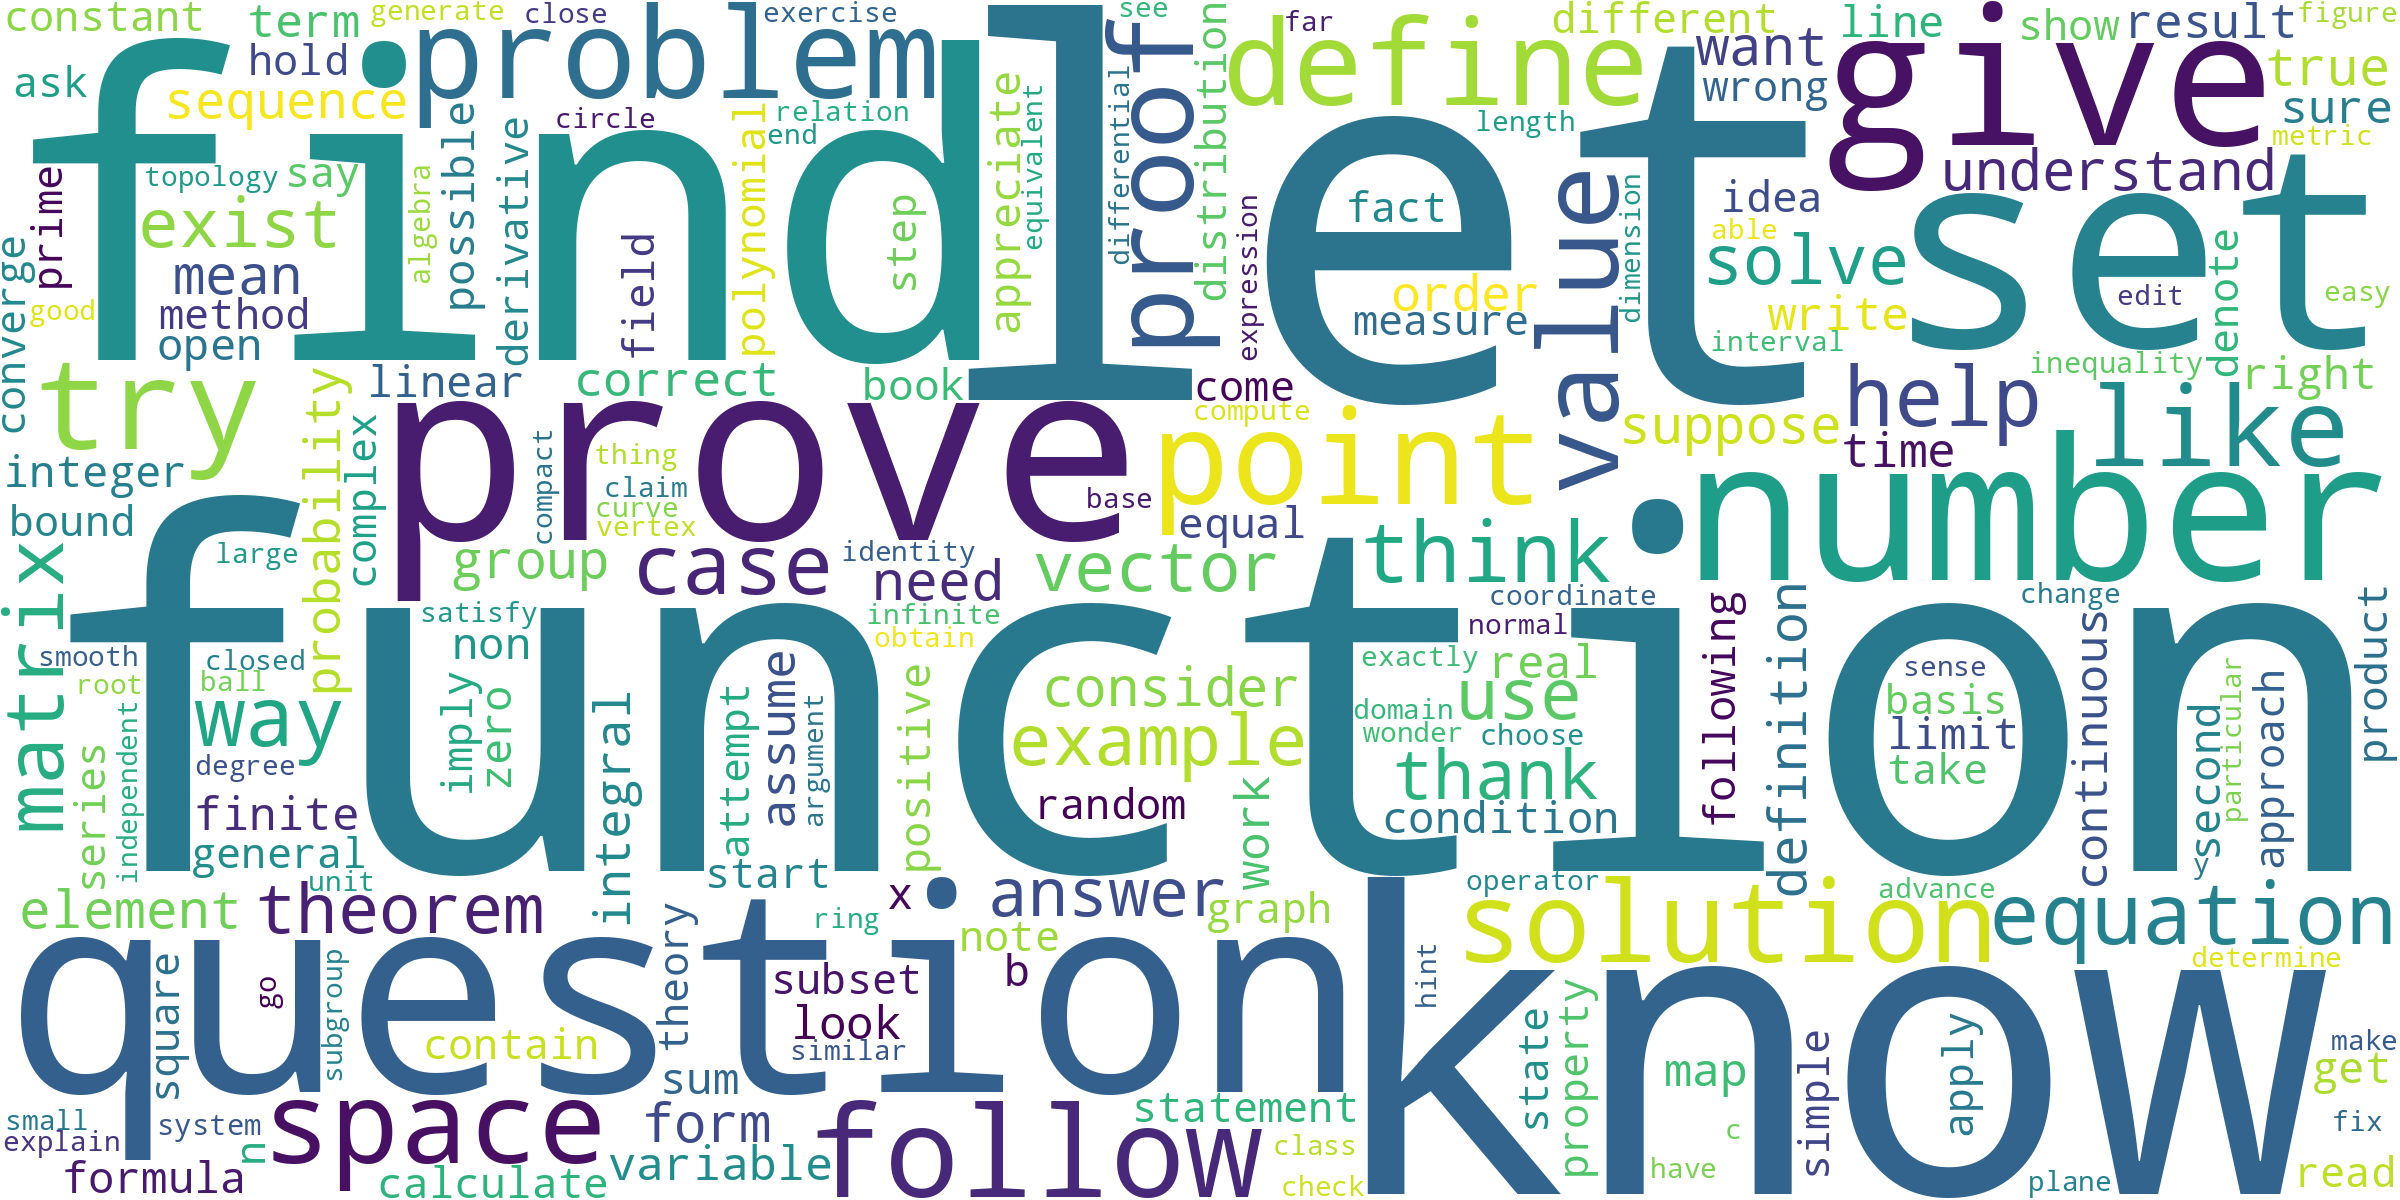 constant
term
generate
close
exercise
see
far
different
line
show
result
figure
hold
problem
define
want
give
true
ask
sequence
relation
end
circle
proof
distribution
length
wrong
sure
metric
find
let
set
topology
say
prime
exist
algebra
possible
derivative
polynomial
step
appreciate
equivalent
differential
expression
fact
value
dimension
idea
understand
able
solve
mean
good
method
open
field
order
measure
write
interval
denote
edit
easy
converge
try
linear
correct
book
come
compute
inequality
right
integer
probability
complex
prove
compact
thing
claim
curve
vertex
base
point
equal
suppose
help
time
like
number
bound
large
matrix
group
case
identity
need
vector
think
coordinate
change
function
satisfy
non
infinite
obtain
normal
following
definition
continuous
product
smooth
closed
root
ball
way
imply
zero
integral
attempt
assume
argument
positive
consider
example
exactly
real
use
domain
wonder
choose
sense
basis
limit
take
second
particular
approach
y
series
independent
degree
finite
general
unit
start
random
work
thank
condition
element
theorem
theory
x
ring
answer
note
graph
operator
solution
advance
equation
question
know
determine
square
go
subgroup
contain
subset
look
similar
b
hint
state
property
map
simple
apply
make
get
small
explain
system
n
space
sum
form
follow
statement
class
check
c
have
fix
formula
calculate
variable
plane
read